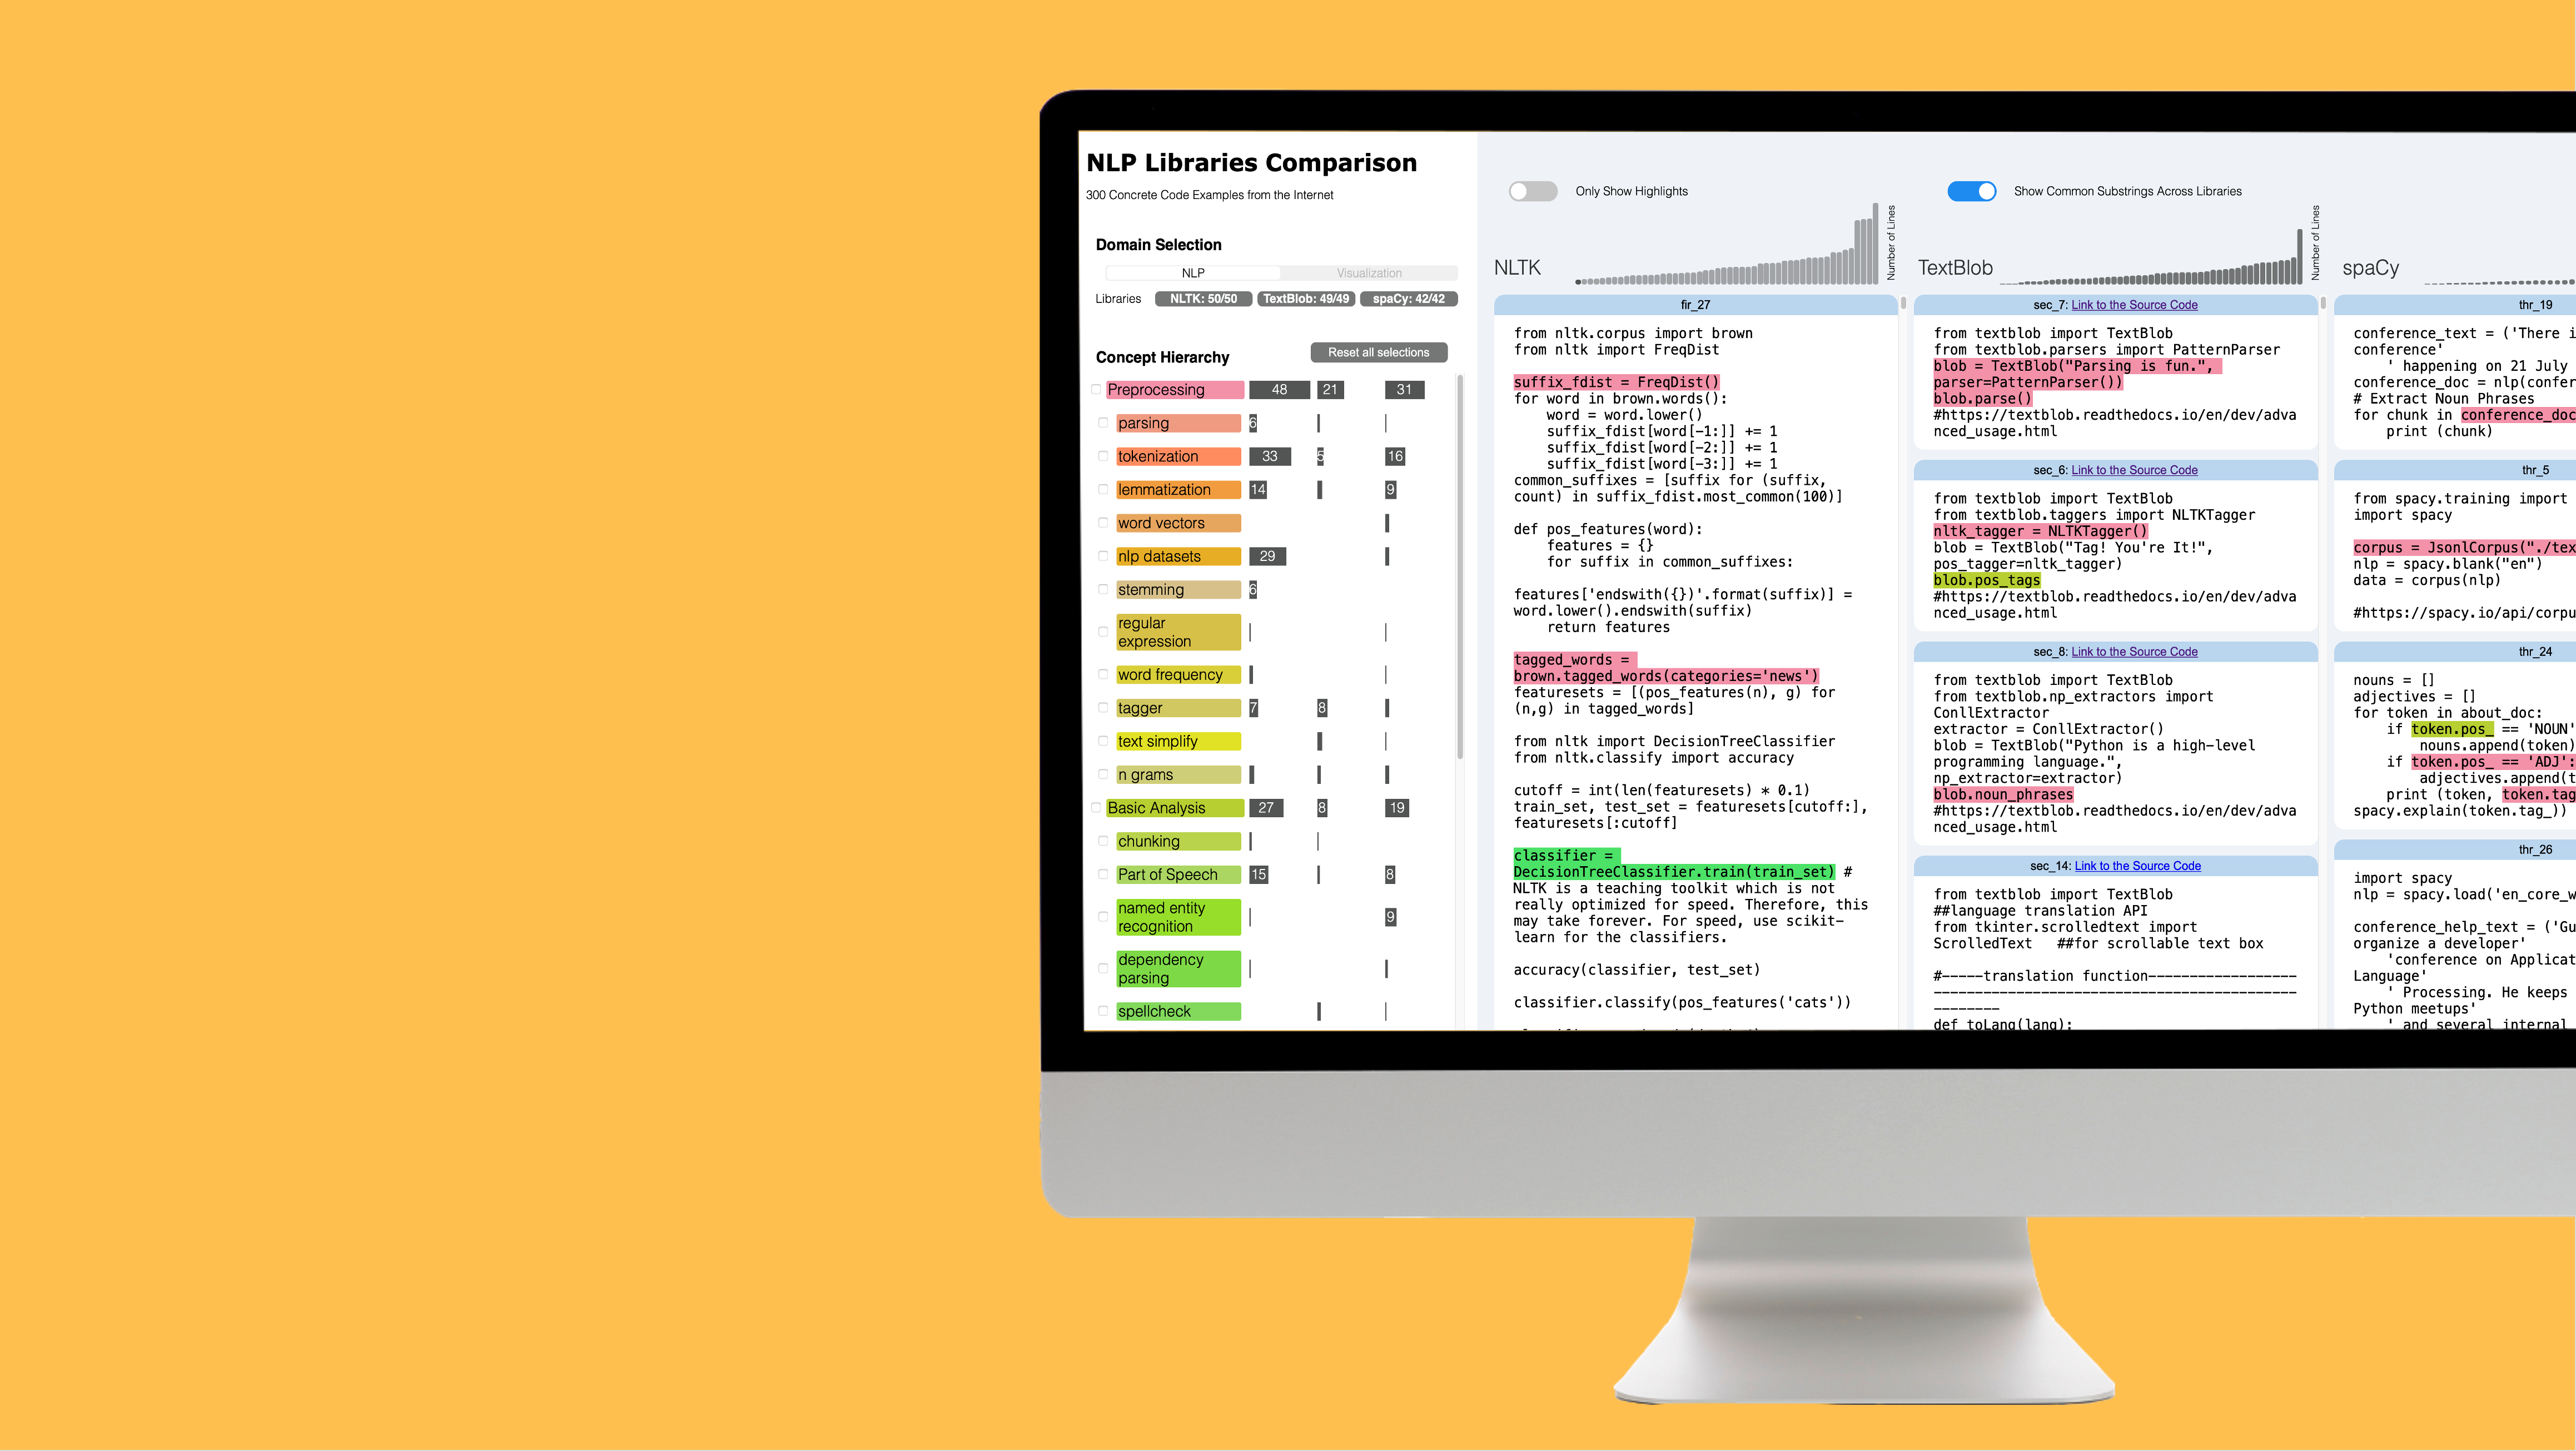 NLP Libraries Comparison
300 Concrete Code Examples from the Internet
Domain Selection
NLP
Visualization
Libraries
NLTK: 50/50
TextBlob: 49/49
spaCy: 42/42
Concept Hierarchy
Reset all selections
Preprocessing 48 21 31
parsing 6
tokenization 33 5 16
lemmatization 14 9
word vectors
nlp datasets 29
stemming 6
regular
expression
word frequency
tagger 7 8
text simplify
n grams
Basic Analysis 27 8 19
chunking
Part of Speech 15 8
named entity
recognition 9
dependency
parsing
spellcheck
Only Show Highlights
Show Common Substrings Across Libraries
NLTK
Number of Lines
fir_27
from nltk.corpus import brown
from nltk import FreqDist
suffix_fdist = FreqDist()
for word in brown.words():
    word = word.lower()
    suffix_fdist[word[-1:]] += 1
    suffix_fdist[word[-2:]] += 1
    suffix_fdist[word[-3:]] += 1
common_suffixes = [suffix for (suffix,
count) in suffix_fdist.most_common(100)]
def pos_features(word):
    features = {}
    for suffix in common_suffixes:
features['endswith({})'.format(suffix)] =
word.lower().endswith(suffix)
    return features
tagged_words =
brown.tagged_words(categories='news')
featuresets = [(pos_features(n), g) for
(n,g) in tagged_words]
from nltk import DecisionTreeClassifier
from nltk.classify import accuracy
cutoff = int(len(featuresets) * 0.1)
train_set, test_set = featuresets[cutoff:],
featuresets[:cutoff]
classifier =
DecisionTreeClassifier.train(train_set) #
NLTK is a teaching toolkit which is not
really optimized for speed. Therefore, this
may take forever. For speed, use scikit-
learn for the classifiers.
accuracy(classifier, test_set)
classifier.classify(pos_features('cats'))
TextBlob
Number of Lines
sec_7: Link to the Source Code
from textblob import TextBlob
from textblob.parsers import PatternParser
blob = TextBlob("Parsing is fun.",
parser=PatternParser())
blob.parse()
#https://textblob.readthedocs.io/en/dev/adva
nced_usage.html
sec_6: Link to the Source Code
from textblob import TextBlob
from textblob.taggers import NLTKTagger
nltk_tagger = NLTKTagger()
blob = TextBlob("Tag! You're It!",
pos_tagger=nltk_tagger)
blob.pos_tags
#https://textblob.readthedocs.io/en/dev/adva
nced_usage.html
sec_8: Link to the Source Code
from textblob import TextBlob
from textblob.np_extractors import
ConllExtractor
extractor = ConllExtractor()
blob = TextBlob("Python is a high-level
programming language.",
np_extractor=extractor)
blob.noun_phrases
#https://textblob.readthedocs.io/en/dev/adva
nced_usage.html
sec_14: Link to the Source Code
from textblob import TextBlob
##language translation API
from tkinter.scrolledtext import
ScrolledText   ##for scrollable text box
#-----translation function------------------
--------------------------------------------
--------
def toLang(lang):
spaCy
thr_19
conference_text = ('There i
conference'
    ' happening on 21 July
conference_doc = nlp(confer
# Extract Noun Phrases
for chunk in conference_doc
    print (chunk)
thr_5
from spacy.training import
import spacy
corpus = JsonlCorpus("./tex
nlp = spacy.blank("en")
data = corpus(nlp)
#https://spacy.io/api/corpu
thr_24
nouns = []
adjectives = []
for token in about_doc:
    if token.pos_ == 'NOUN'
        nouns.append(token)
    if token.pos_ == 'ADJ':
        adjectives.append(t
    print (token, token.tag
spacy.explain(token.tag_))
thr_26
import spacy
nlp = spacy.load('en_core_w
conference_help_text = ('Gu
organize a developer'
    'conference on Applicat
Language'
    ' Processing. He keeps
Python meetups'
    ' and several internal